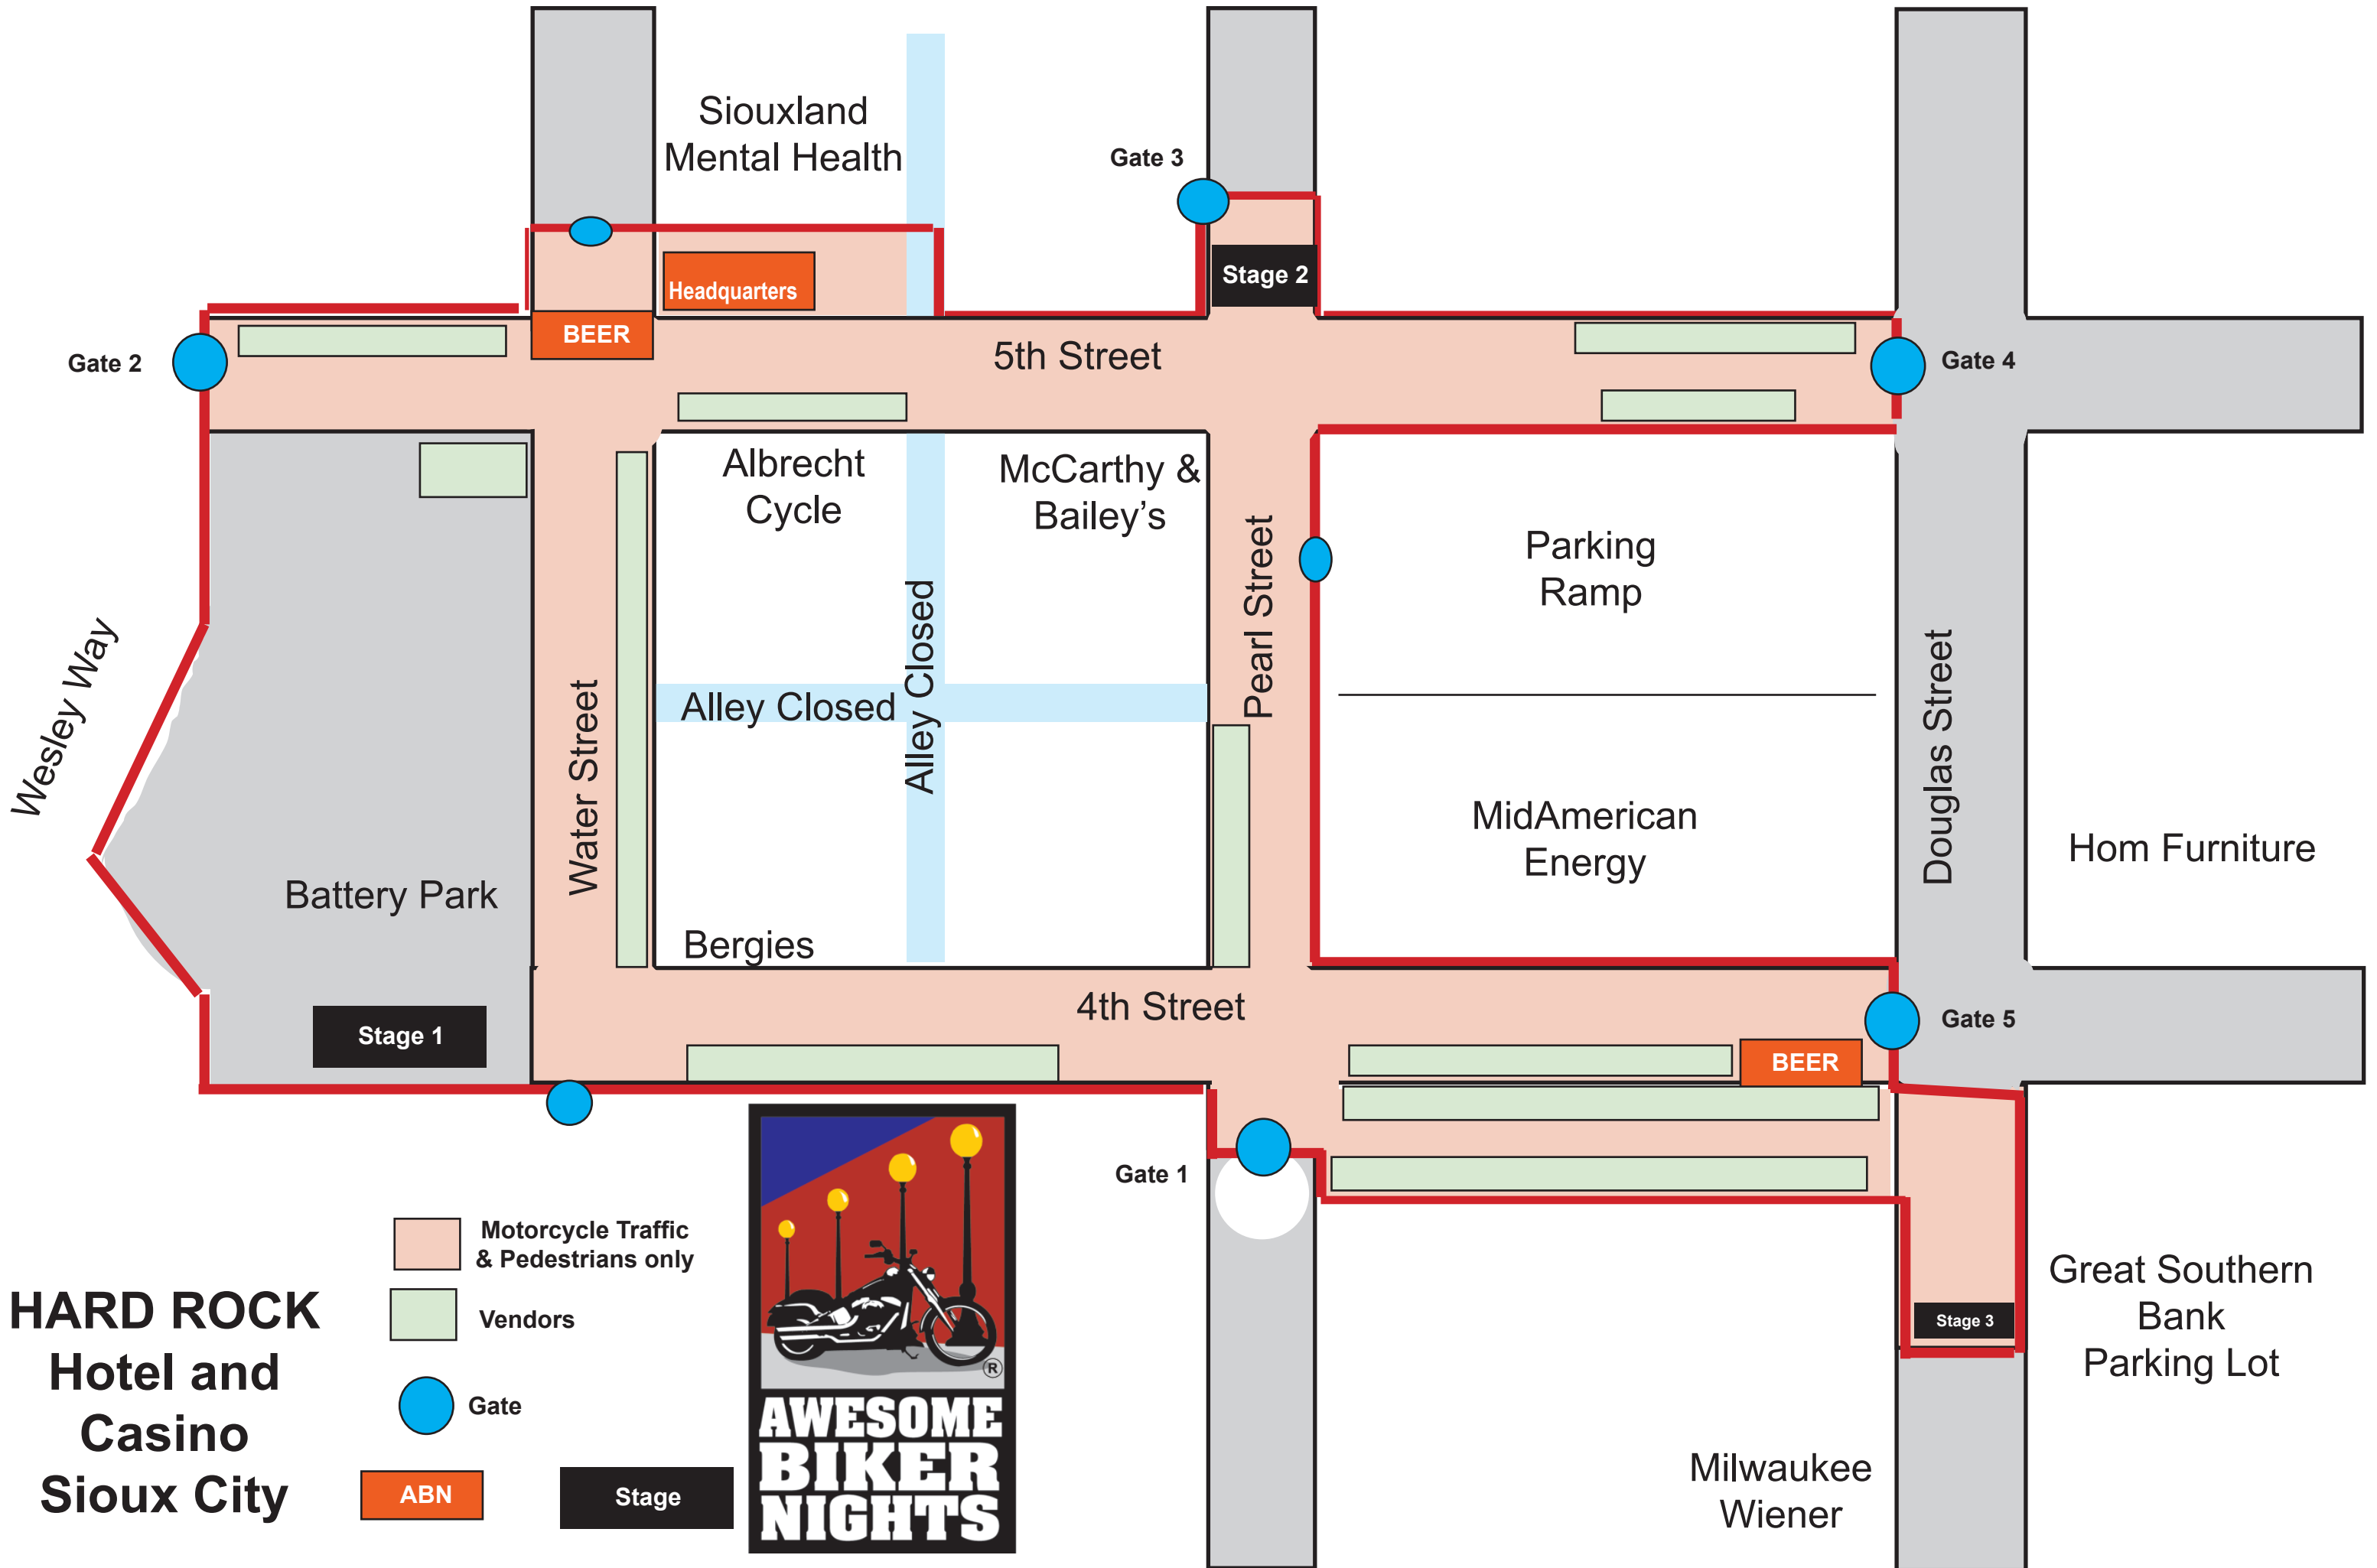 Siouxland
Mental Health
Gate 3
Headquarters
Stage 2
BEER
Gate 2
5th Street
Gate 4
Albrecht
Cycle
McCarthy &
Bailey’s
Parking
Ramp
Wesley Way
Water Street
Alley Closed
Alley Closed
Pearl Street
Douglas Street
MidAmerican
Energy
Hom Furniture
Battery Park
Bergies
4th Street
Stage 1
Gate 5
BEER
Gate 1
Motorcycle Traffic
& Pedestrians only
Vendors
Gate
ABN
Stage
HARD ROCK
Hotel and
Casino
Sioux City
®
AWESOME
BIKER
NIGHTS
Great Southern
Bank
Parking Lot
Stage 3
Milwaukee
Wiener